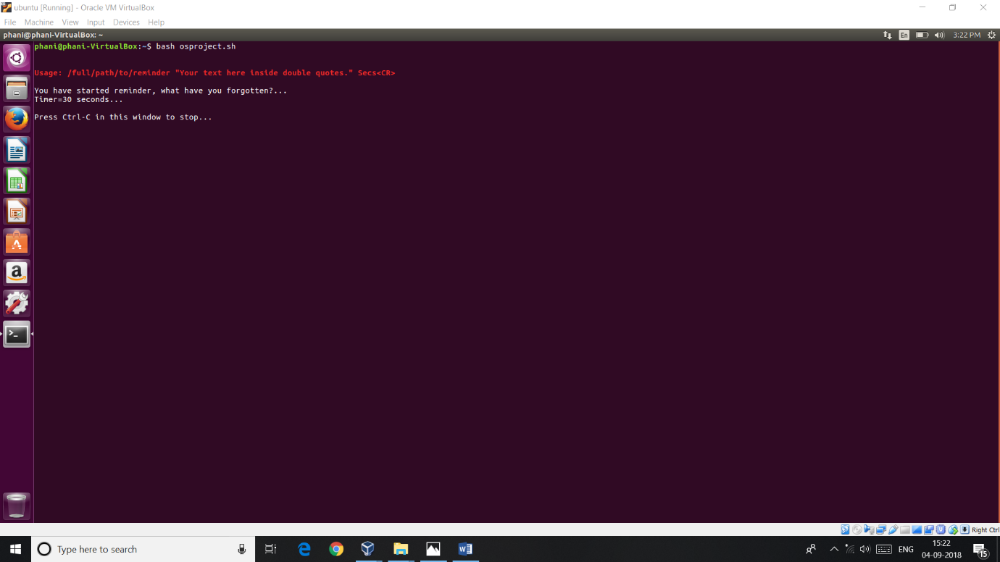 ubuntu [Running] - Oracle VM VirtualBox
File Machine View Input Devices Help
phani@phani-VirtualBox: ~
En 3:22 PM
phani@phani-VirtualBox:~$ bash osproject.sh
Usage: /full/path/to/reminder "Your text here inside double quotes." Secs<CR>
You have started reminder, what have you forgotten?...
Timer=30 seconds...
Press Ctrl-C in this window to stop...
Right Ctrl
Type here to search
ENG
15:22
04-09-2018
15